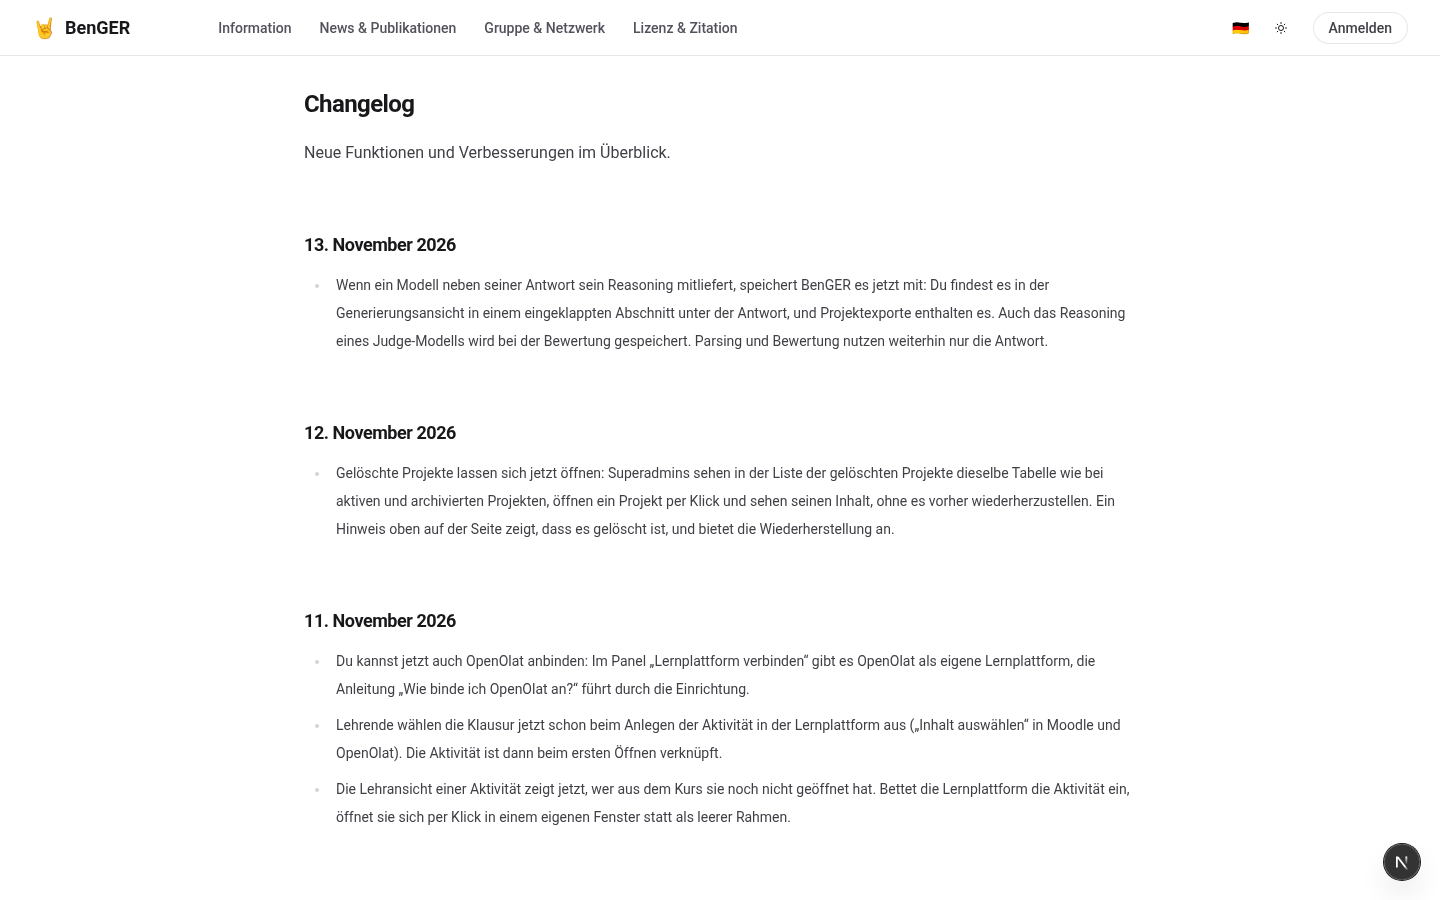 BenGER
Information
News & Publikationen
Gruppe & Netzwerk
Lizenz & Zitation
Anmelden
Changelog
Neue Funktionen und Verbesserungen im Überblick.
13. November 2026
Wenn ein Modell neben seiner Antwort sein Reasoning mitliefert, speichert BenGER es jetzt mit: Du findest es in der
Generierungsansicht in einem eingeklappten Abschnitt unter der Antwort, und Projektexporte enthalten es. Auch das Reasoning
eines Judge-Modells wird bei der Bewertung gespeichert. Parsing und Bewertung nutzen weiterhin nur die Antwort.
12. November 2026
Gelöschte Projekte lassen sich jetzt öffnen: Superadmins sehen in der Liste der gelöschten Projekte dieselbe Tabelle wie bei
aktiven und archivierten Projekten, öffnen ein Projekt per Klick und sehen seinen Inhalt, ohne es vorher wiederherzustellen. Ein
Hinweis oben auf der Seite zeigt, dass es gelöscht ist, und bietet die Wiederherstellung an.
11. November 2026
Du kannst jetzt auch OpenOlat anbinden: Im Panel „Lernplattform verbinden“ gibt es OpenOlat als eigene Lernplattform, die
Anleitung „Wie binde ich OpenOlat an?“ führt durch die Einrichtung.
Lehrende wählen die Klausur jetzt schon beim Anlegen der Aktivität in der Lernplattform aus („Inhalt auswählen“ in Moodle und
OpenOlat). Die Aktivität ist dann beim ersten Öffnen verknüpft.
Die Lehransicht einer Aktivität zeigt jetzt, wer aus dem Kurs sie noch nicht geöffnet hat. Bettet die Lernplattform die Aktivität ein,
öffnet sie sich per Klick in einem eigenen Fenster statt als leerer Rahmen.
N